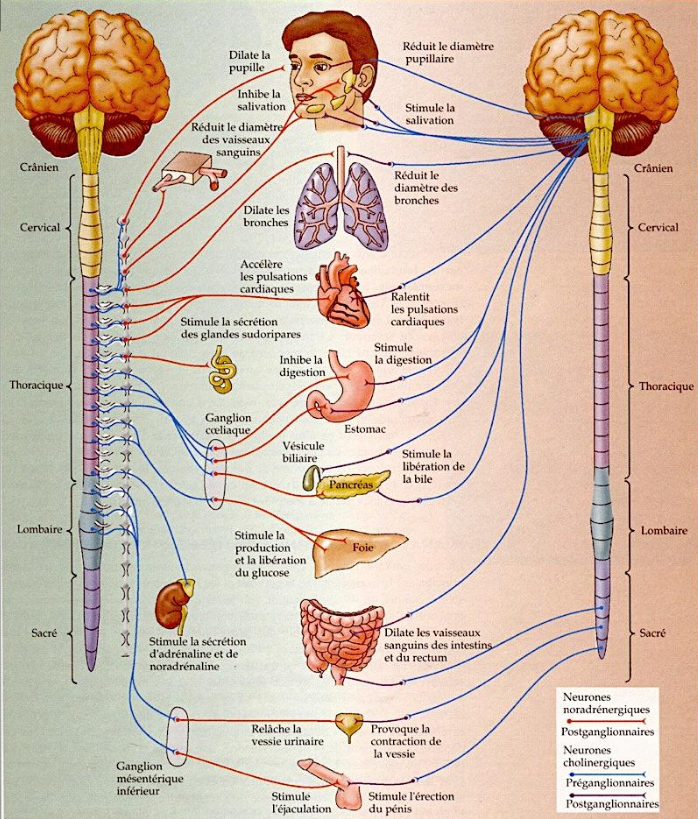 Dilate la
pupille
Réduit le diamètre
pupillaire
Inhibe la
salivation
Stimule la
salivation
Réduit le diamètre
des vaisseaux
sanguins
Crânien
Crânien
Réduit le
diamètre des
bronches
Dilate les
bronches
Cervical
Cervical
Accélère
les pulsations
cardiaques
Ralentit
les pulsations
cardiaques
Stimule la sécrétion
des glandes sudoripares
Inhibe la
digestion
Stimule
la digestion
Thoracique
Thoracique
Ganglion
cœliaque
Estomac
Vésicule
biliaire
Stimule la
libération de
la bile
Pancréas
Lombaire
Lombaire
Stimule la
production
et la libération
du glucose
Foie
Sacré
Sacré
Stimule la sécrétion
d'adrénaline et de
noradrénaline
Dilate les vaisseaux
sanguins des intestins
et du rectum
Relâche la
vessie urinaire
Provoque la
contraction de
la vessie
Ganglion
mésentérique
inférieur
Stimule
l'éjaculation
Stimule l'érection
du pénis
Neurones
noradrénergiques
Postganglionnaires
Neurones
cholinergiques
Préganglionnaires
Postganglionnaires